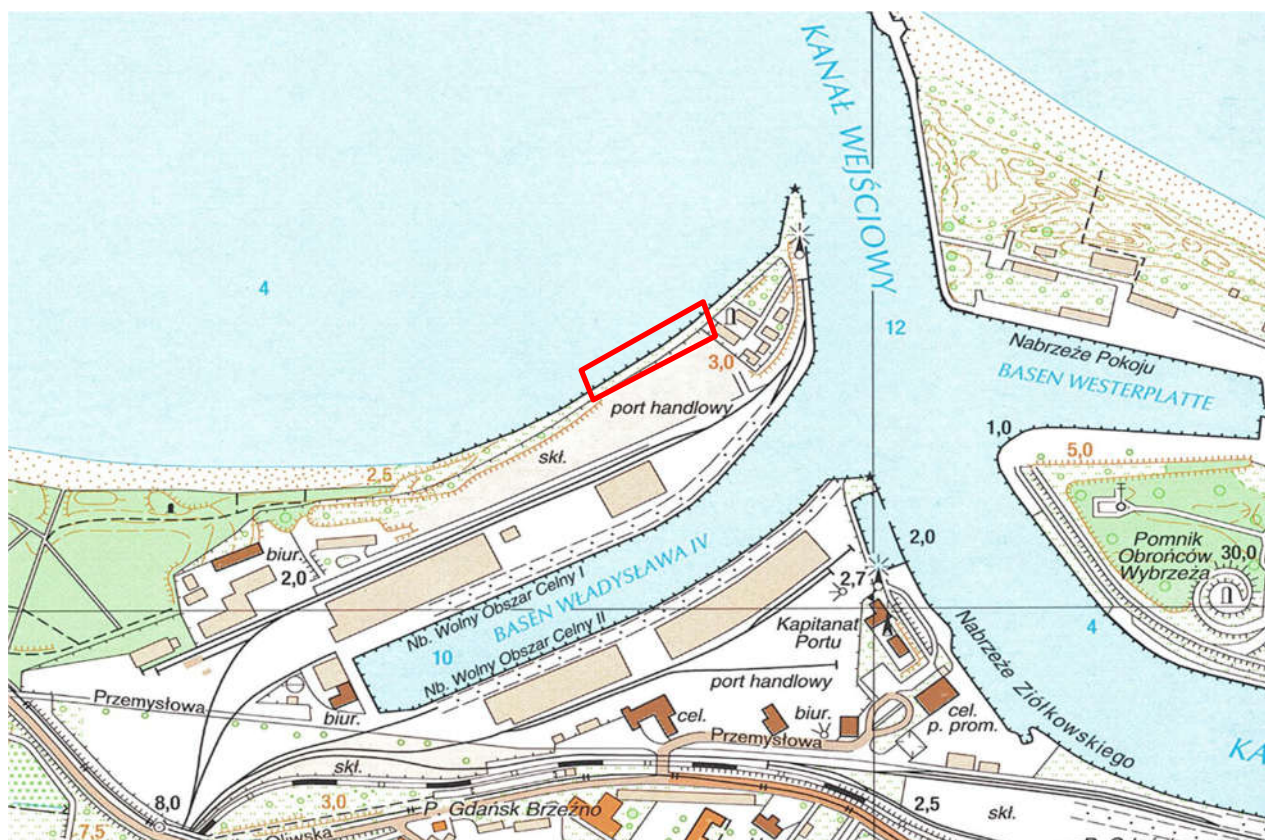 KANAŁ WEJŚCIOWY
4
12
3,0
Nabrzeże Pokoju
BASEN WESTERPLATTE
port handlowy
1,0
5,0
skł.
2,5
biur.
2,0
Nb. Wolny Obszar Celny I
BASEN WŁADYSŁAWA IV
10
Nb. Wolny Obszar Celny II
2,0
2,7
Pomnik
Obrońców
Wybrzeża
30,0
Kapitanat
Portu
4
Nabrzeże Ziółkowskiego
port handlowy
Przemysłowa
biur.
cel.
biur.
cel.
p. prom.
Przemysłowa
KA
skł.
8,0
3,0
P. Gdańsk Brzeźno
2,5
skł.
7,5